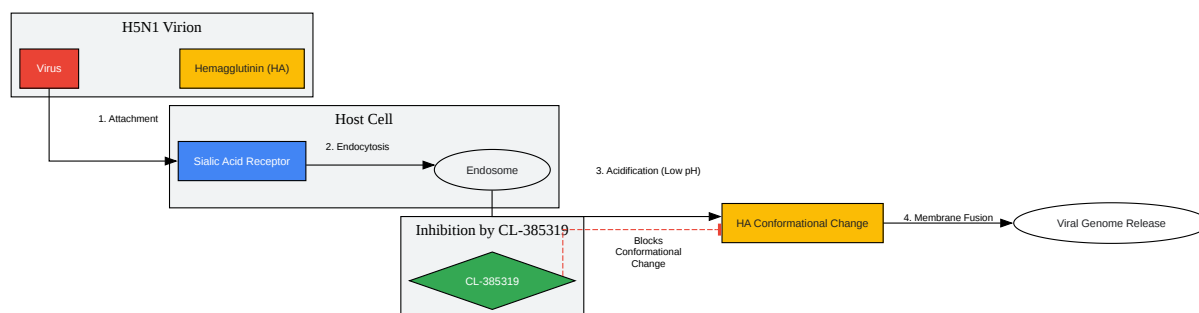 H5N1 Virion
Virus
Hemagglutinin (HA)
1. Attachment
Host Cell
Sialic Acid Receptor
2. Endocytosis
Endosome
3. Acidification (Low pH)
HA Conformational Change
4. Membrane Fusion
Viral Genome Release
Inhibition by CL-385319
Blocks
Conformational
Change
CL-385319